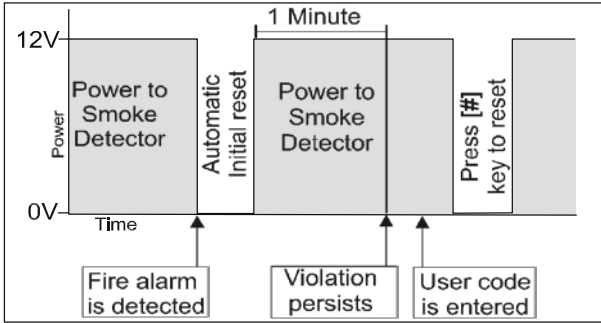 1 Minute
12V
Power to
Smoke
Detector
Automatic
Initial reset
Power to
Smoke
Detector
Press [#]
key to reset
Power
0V
Time
Fire alarm
is detected
Violation
persists
User code
is entered